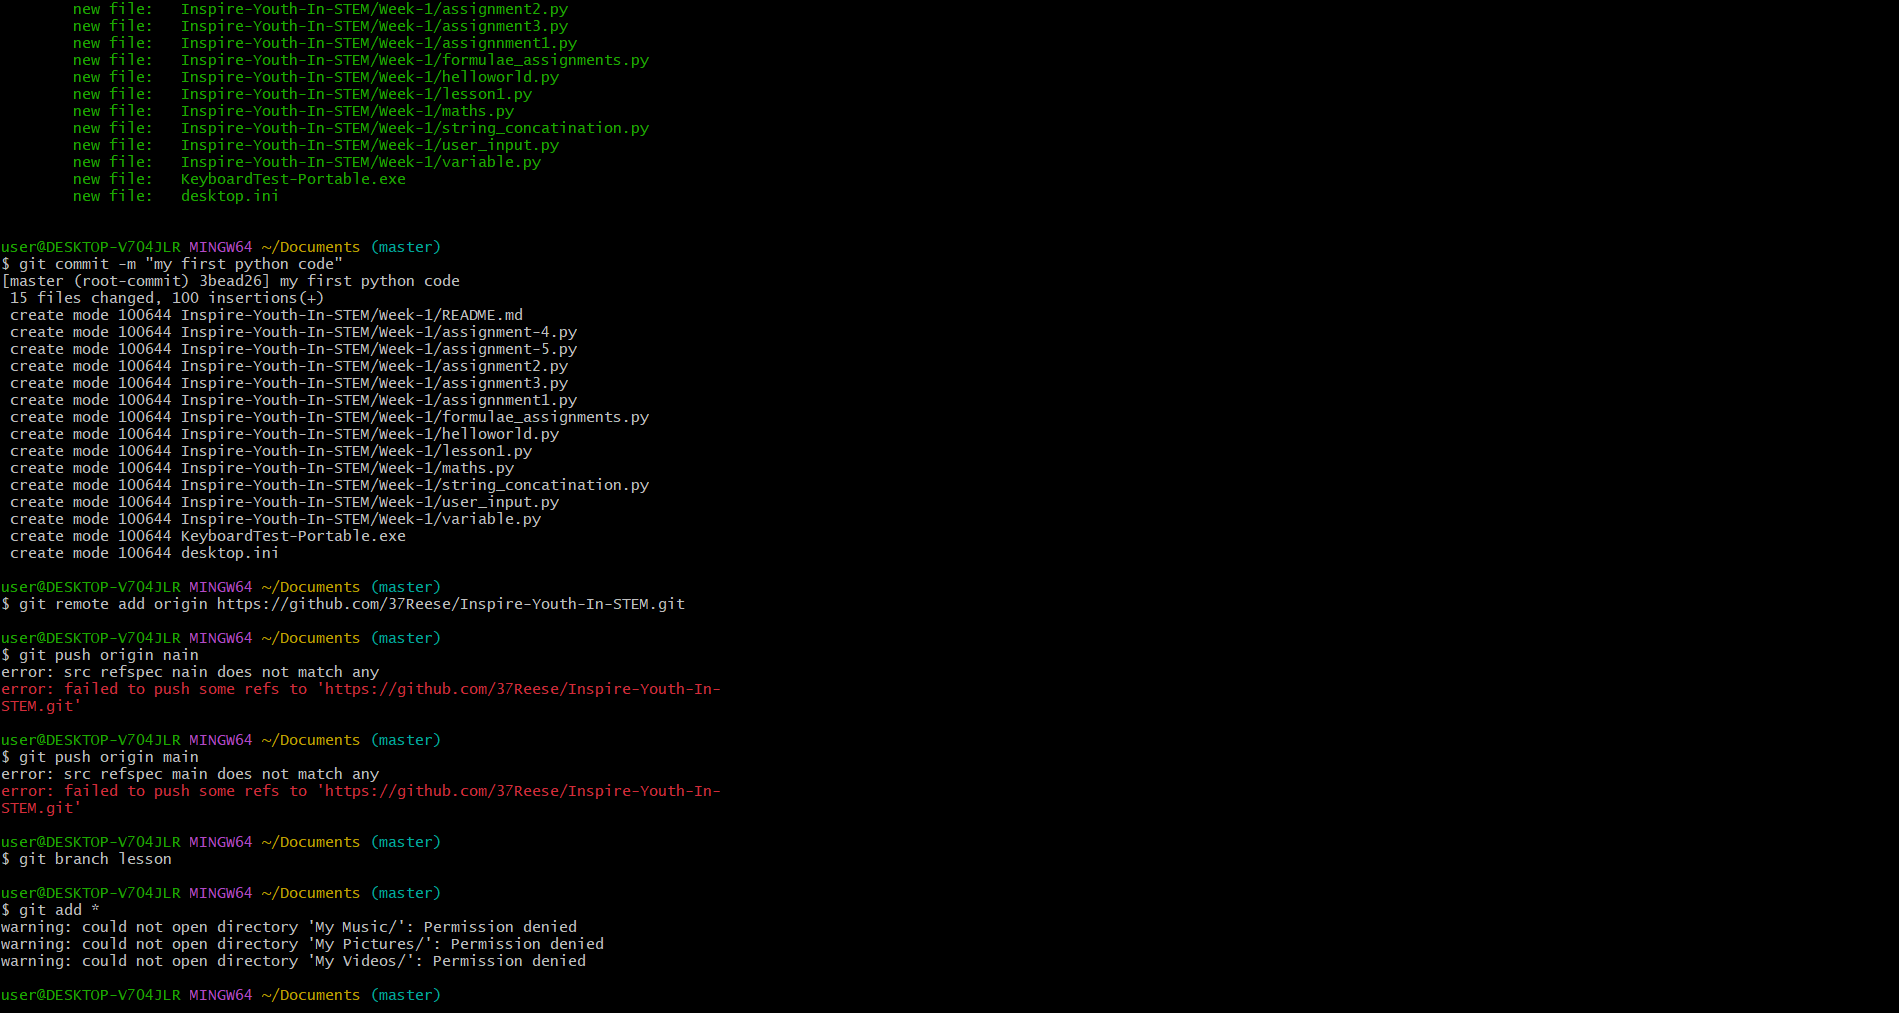 new file:   Inspire-Youth-In-STEM/Week-1/assignment2.py
new file:   Inspire-Youth-In-STEM/Week-1/assignment3.py
new file:   Inspire-Youth-In-STEM/Week-1/assignnment1.py
new file:   Inspire-Youth-In-STEM/Week-1/formulae_assignments.py
new file:   Inspire-Youth-In-STEM/Week-1/helloworld.py
new file:   Inspire-Youth-In-STEM/Week-1/lesson1.py
new file:   Inspire-Youth-In-STEM/Week-1/maths.py
new file:   Inspire-Youth-In-STEM/Week-1/string_concatination.py
new file:   Inspire-Youth-In-STEM/Week-1/user_input.py
new file:   Inspire-Youth-In-STEM/Week-1/variable.py
new file:   KeyboardTest-Portable.exe
new file:   desktop.ini
user@DESKTOP-V7O4JLR MINGW64 ~/Documents (master)
$ git commit -m "my first python code"
[master (root-commit) 3bead26] my first python code
 15 files changed, 100 insertions(+)
 create mode 100644 Inspire-Youth-In-STEM/Week-1/README.md
 create mode 100644 Inspire-Youth-In-STEM/Week-1/assignment-4.py
 create mode 100644 Inspire-Youth-In-STEM/Week-1/assignment-5.py
 create mode 100644 Inspire-Youth-In-STEM/Week-1/assignment2.py
 create mode 100644 Inspire-Youth-In-STEM/Week-1/assignment3.py
 create mode 100644 Inspire-Youth-In-STEM/Week-1/assignnment1.py
 create mode 100644 Inspire-Youth-In-STEM/Week-1/formulae_assignments.py
 create mode 100644 Inspire-Youth-In-STEM/Week-1/helloworld.py
 create mode 100644 Inspire-Youth-In-STEM/Week-1/lesson1.py
 create mode 100644 Inspire-Youth-In-STEM/Week-1/maths.py
 create mode 100644 Inspire-Youth-In-STEM/Week-1/string_concatination.py
 create mode 100644 Inspire-Youth-In-STEM/Week-1/user_input.py
 create mode 100644 Inspire-Youth-In-STEM/Week-1/variable.py
 create mode 100644 KeyboardTest-Portable.exe
 create mode 100644 desktop.ini
user@DESKTOP-V7O4JLR MINGW64 ~/Documents (master)
$ git remote add origin https://github.com/37Reese/Inspire-Youth-In-STEM.git
user@DESKTOP-V7O4JLR MINGW64 ~/Documents (master)
$ git push origin nain
error: src refspec nain does not match any
error: failed to push some refs to 'https://github.com/37Reese/Inspire-Youth-In-
STEM.git'
user@DESKTOP-V7O4JLR MINGW64 ~/Documents (master)
$ git push origin main
error: src refspec main does not match any
error: failed to push some refs to 'https://github.com/37Reese/Inspire-Youth-In-
STEM.git'
user@DESKTOP-V7O4JLR MINGW64 ~/Documents (master)
$ git branch lesson
user@DESKTOP-V7O4JLR MINGW64 ~/Documents (master)
$ git add *
warning: could not open directory 'My Music/': Permission denied
warning: could not open directory 'My Pictures/': Permission denied
warning: could not open directory 'My Videos/': Permission denied
user@DESKTOP-V7O4JLR MINGW64 ~/Documents (master)